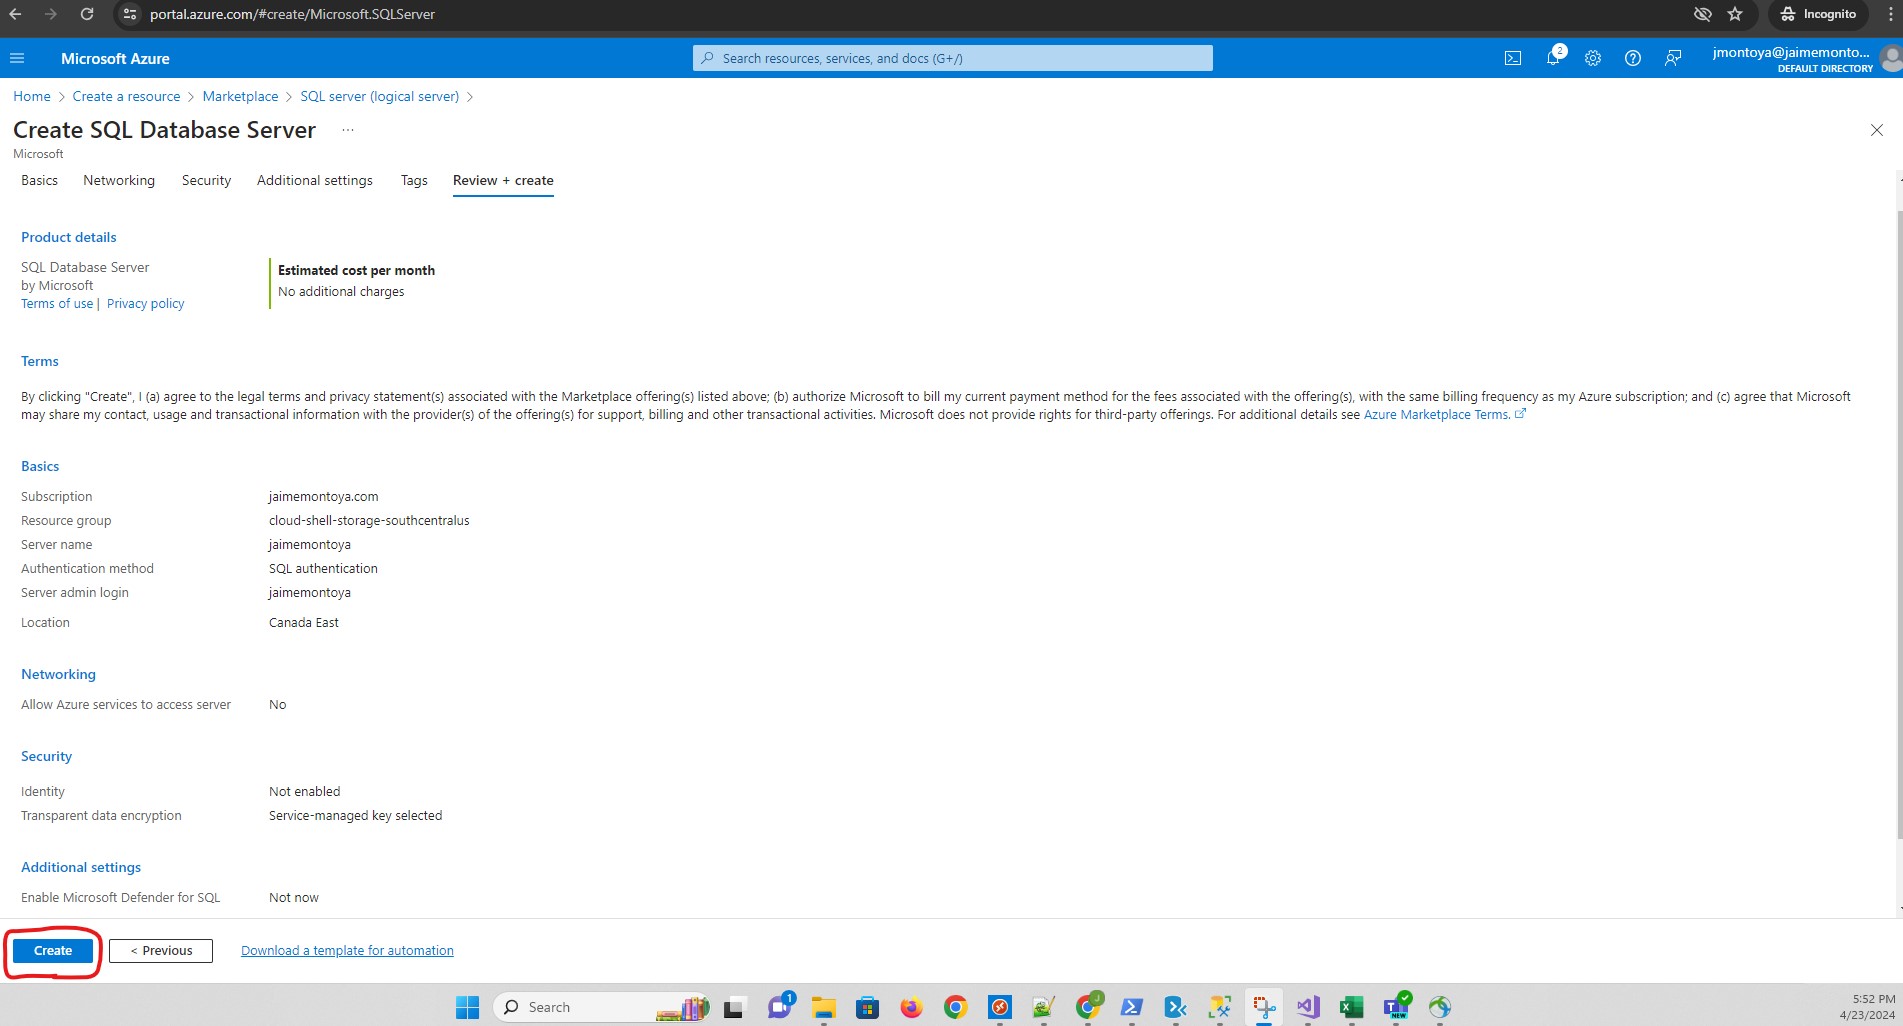 portal.azure.com/#create/Microsoft.SQLServer
Incognito
Microsoft Azure
Search resources, services, and docs (G+/)
2
jmontoya@jaimemonto...
DEFAULT DIRECTORY
Home > Create a resource > Marketplace > SQL server (logical server) >
Create SQL Database Server ...
Microsoft
Basics Networking Security Additional settings Tags Review + create
Product details
SQL Database Server
by Microsoft
Terms of use | Privacy policy
Estimated cost per month
No additional charges
Terms
By clicking "Create", I (a) agree to the legal terms and privacy statement(s) associated with the Marketplace offering(s) listed above; (b) authorize Microsoft to bill my current payment method for the fees associated with the offering(s), with the same billing frequency as my Azure subscription; and (c) agree that Microsoft
may share my contact, usage and transactional information with the provider(s) of the offering(s) for support, billing and other transactional activities. Microsoft does not provide rights for third-party offerings. For additional details see Azure Marketplace Terms.
Basics
Subscription jaimemontoya.com
Resource group cloud-shell-storage-southcentralus
Server name jaimemontoya
Authentication method SQL authentication
Server admin login jaimemontoya
Location Canada East
Networking
Allow Azure services to access server No
Security
Identity Not enabled
Transparent data encryption Service-managed key selected
Additional settings
Enable Microsoft Defender for SQL Not now
Create < Previous Download a template for automation
Search
1
J
NEW
5:52 PM
4/23/2024